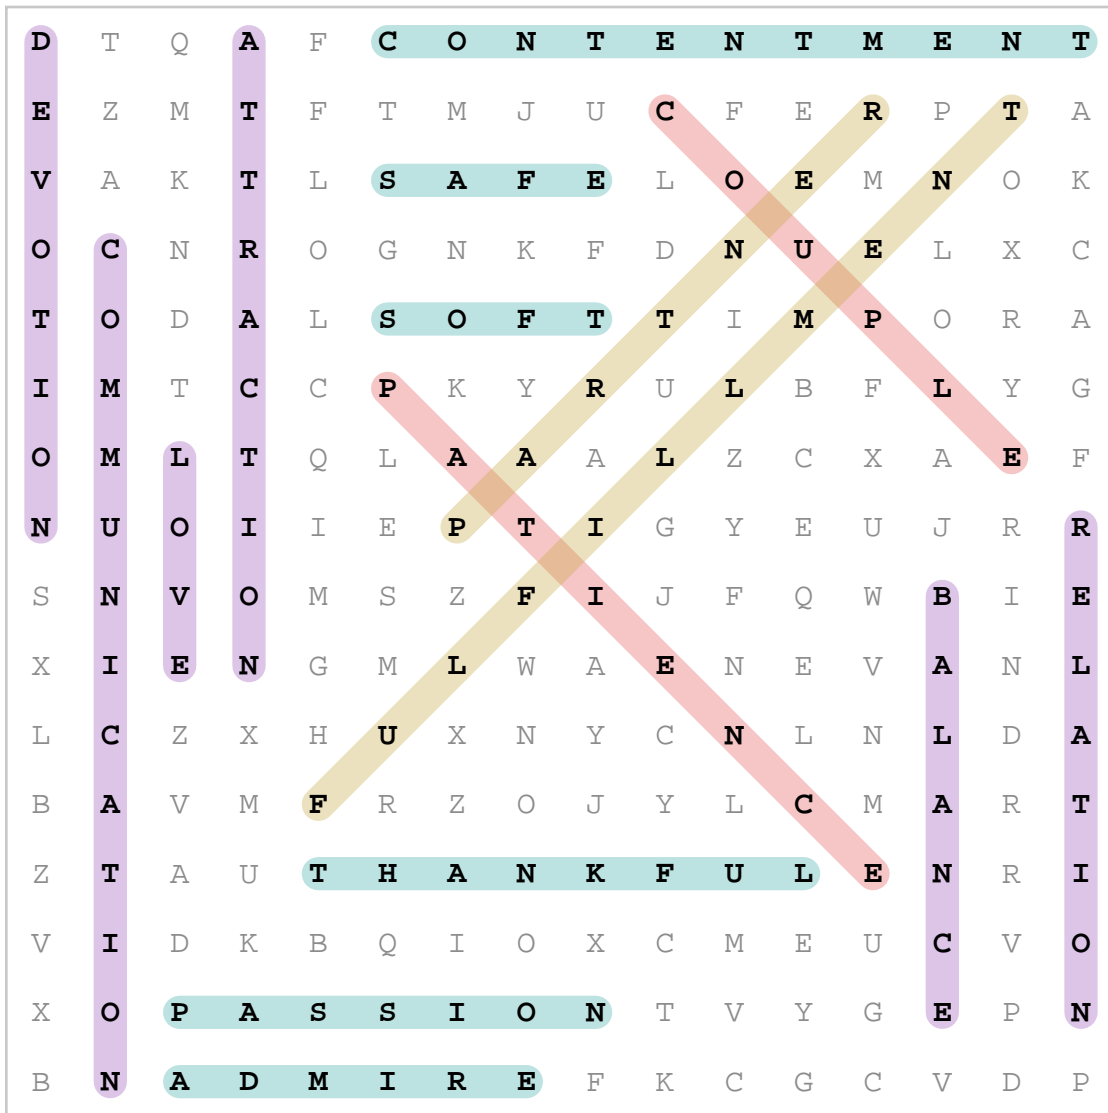 D T Q A F C O N T E N T M E N T
E Z M T F T M J U C F E R P T A
V A K T L S A F E L O E M N O K
O C N R O G N K F D N U E L X C
T O D A L S O F T T I M P O R A
I M T C C P K Y R U L B F L Y G
O M L T Q L A A A L Z C X A E F
N U O I I E P T I G Y E U J R R
S N V O M S Z F I J F Q W B I E
X I E N G M L W A E N E V A N L
L C Z X H U X N Y C N L N L D A
B A V M F R Z O J Y L C M A R T
Z T A U T H A N K F U L E N R I
V I D K B Q I O X C M E U C V O
X O P A S S I O N T V Y G E P N
B N A D M I R E F K C G C V D P